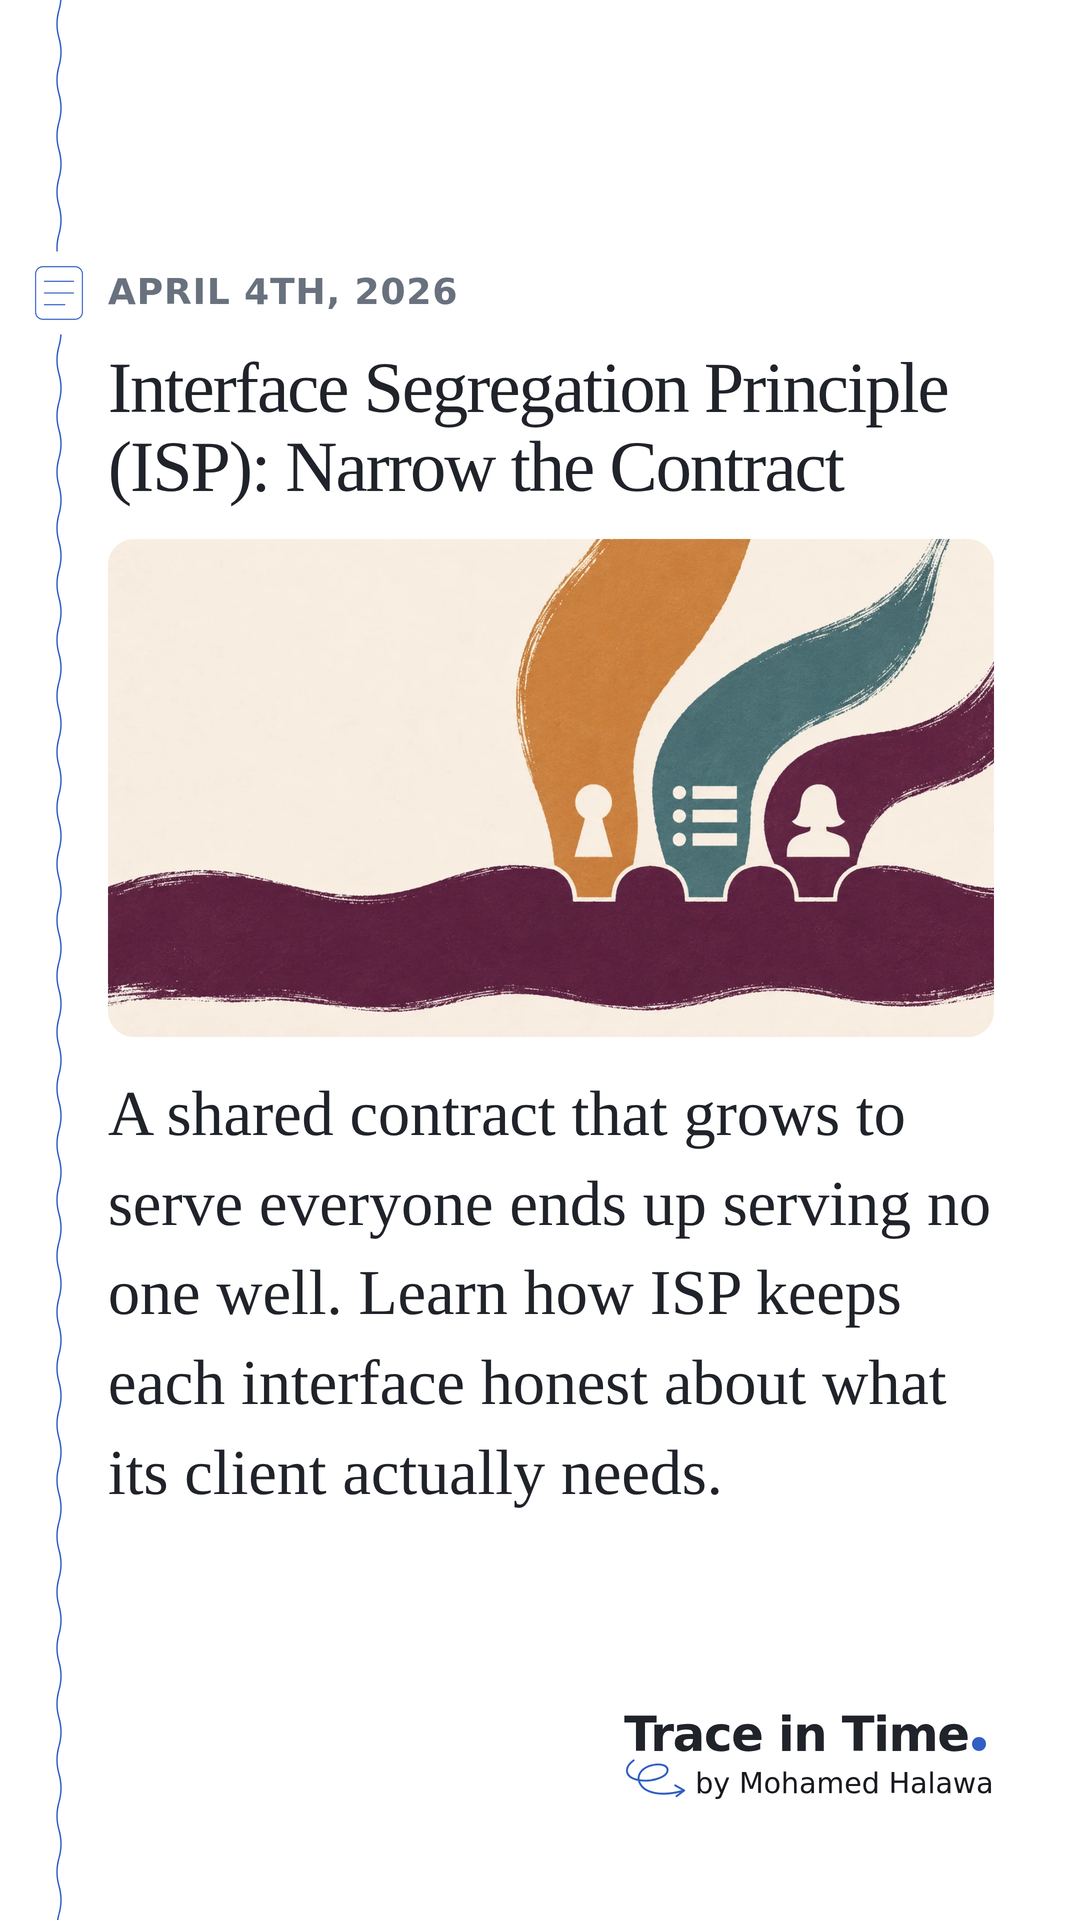 APRIL 4TH, 2026
Interface Segregation Principle
(ISP): Narrow the Contract
A shared contract that grows to
serve everyone ends up serving no
one well. Learn how ISP keeps
each interface honest about what
its client actually needs.
Trace in Time.
by Mohamed Halawa